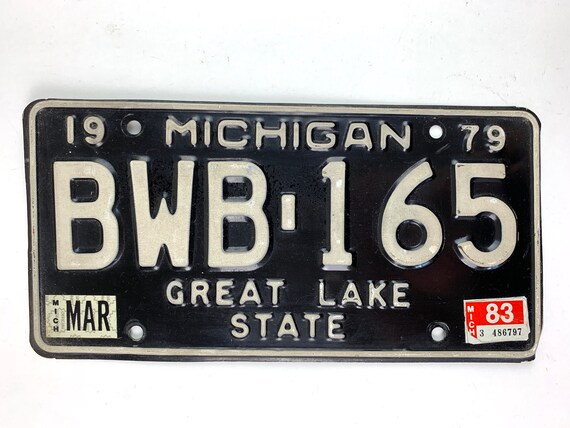 19 MICHIGAN 79
BWB-165
GREAT LAKE
STATE
MICH MAR
MICH 83
3 486797